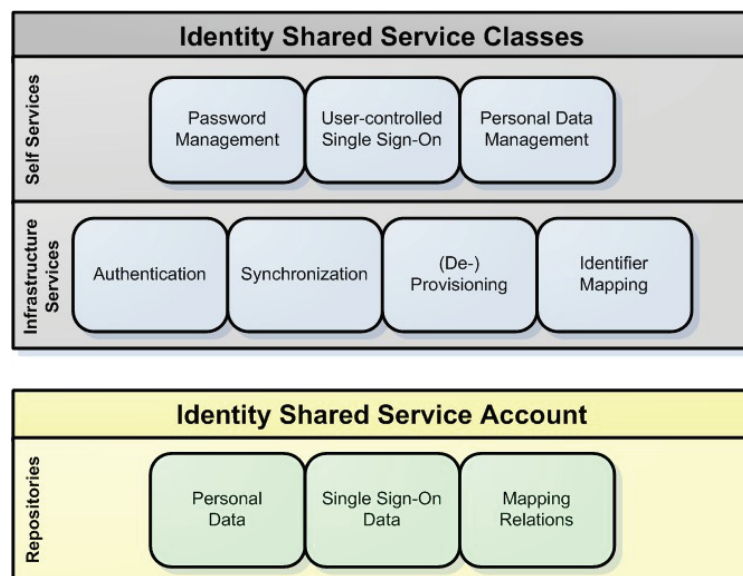 Identity Shared Service Classes
Self Services
Password
Management
User-controlled
Single Sign-On
Personal Data
Management
Infrastructure
Services
Authentication
Synchronization
(De-)
Provisioning
Identifier
Mapping
Identity Shared Service Account
Repositories
Personal
Data
Single Sign-On
Data
Mapping
Relations